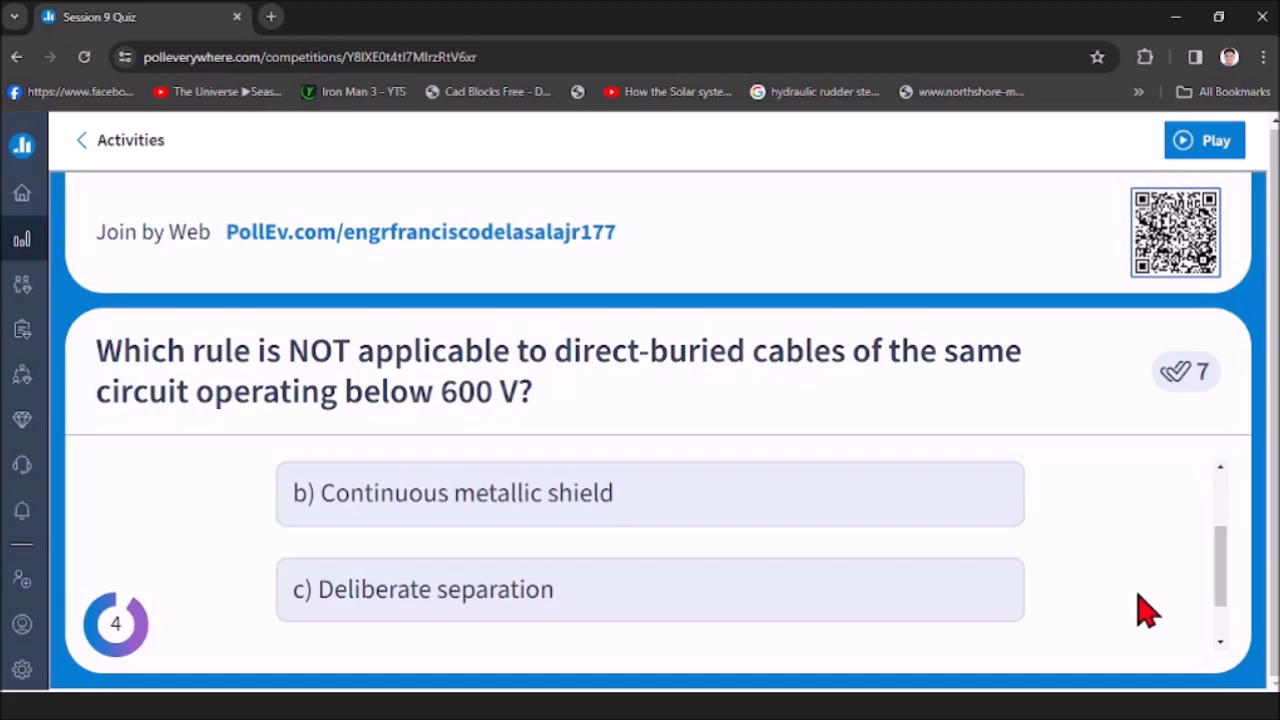 Session 9 Quiz
polleverywhere.com/competitions/Y8IXE0t4tI7MIrzRtV6xr
https://www.facebo... The Universe ▶Seas... Iron Man 3 - YTS Cad Blocks Free - D... How the Solar syste... hydraulic rudder ste... www.northshore-m... » All Bookmarks
Activities
Play
Join by Web PollEv.com/engrfranciscodelasalajr177
Which rule is NOT applicable to direct-buried cables of the same
circuit operating below 600 V?
7
b) Continuous metallic shield
c) Deliberate separation
4